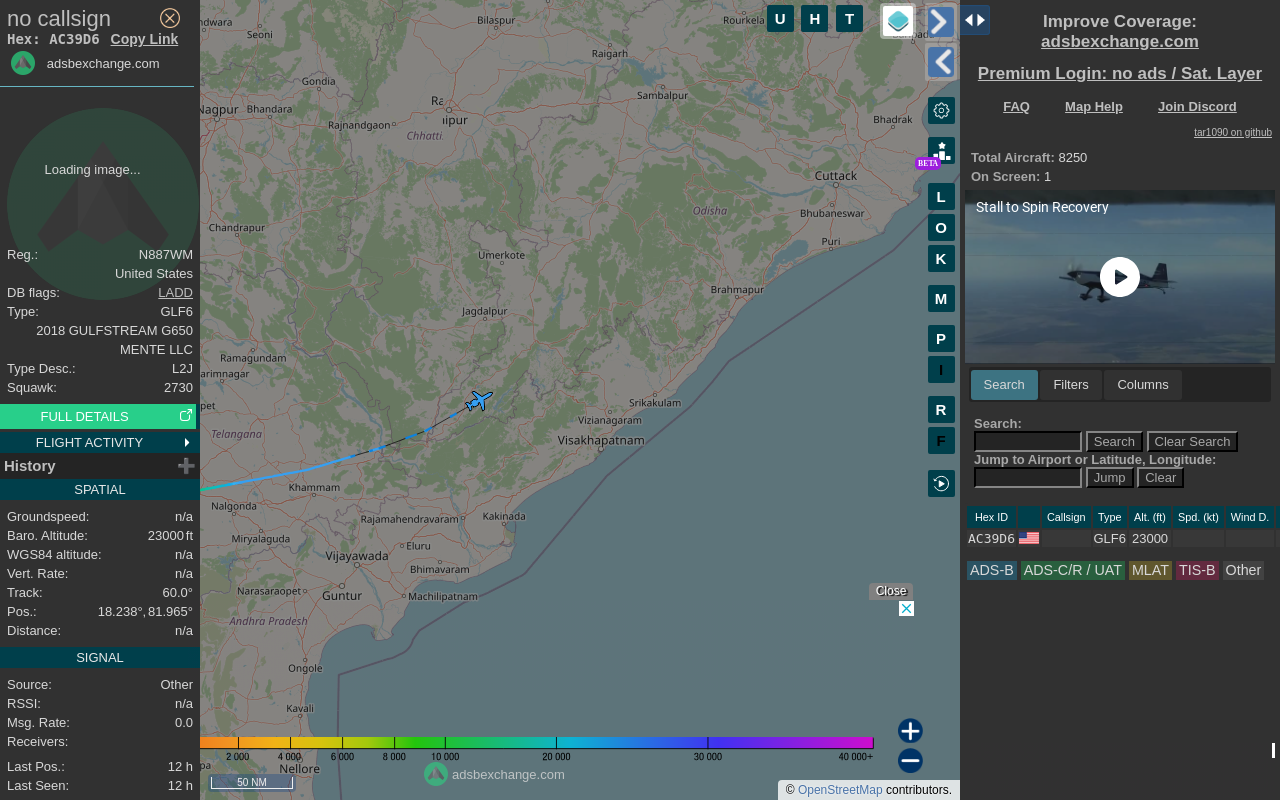 no callsign
Hex: AC39D6 Copy Link
adsbexchange.com
Loading image...
Reg.: N887WM
United States
DB flags: LADD
Type: GLF6
2018 GULFSTREAM G650
MENTE LLC
Type Desc.: L2J
Squawk: 2730
FULL DETAILS
FLIGHT ACTIVITY
History
SPATIAL
Groundspeed: n/a
Baro. Altitude: 23000 ft
WGS84 altitude: n/a
Vert. Rate: n/a
Track: 60.0°
Pos.: 18.238°, 81.965°
Distance: n/a
SIGNAL
Source: Other
RSSI: n/a
Msg. Rate: 0.0
Receivers:
Last Pos.: 12 h
Last Seen: 12 h
Bilaspur
Rourkela
Seoni
Raigarh
Gondia
Sambalpur
Nagpur
Bhandara
Rajnandgaon
Chhatti
Bhadrak
Cuttack
Odisha
Bhubaneswar
Chandrapur
Puri
Umerkote
Brahmapur
Jagdalpur
Ramagundam
arimnagar
Srikakulam
Vizianagaram
Telangana
Visakhapatnam
Khammam
Nalgonda
Rajamahendravaram
Kakinada
Miryalaguda
Eluru
Vijayawada
Bhimavaram
Narasaraopet
Guntur
Machilipatnam
Andhra Pradesh
Ongole
Kavali
Nellore
U H T
BETA
L
O
K
M
P
I
R
F
Close
2 000 4 000 6 000 8 000 10 000 20 000 30 000 40 000+
50 NM
adsbexchange.com
© OpenStreetMap contributors.
Improve Coverage:
adsbexchange.com
Premium Login: no ads / Sat. Layer
FAQ Map Help Join Discord
tar1090 on github
Total Aircraft: 8250
On Screen: 1
Stall to Spin Recovery
Search Filters Columns
Search:
Search Clear Search
Jump to Airport or Latitude, Longitude:
Jump Clear
Hex ID Callsign Type Alt. (ft) Spd. (kt) Wind D.
AC39D6 GLF6 23000
ADS-B ADS-C/R / UAT MLAT TIS-B Other